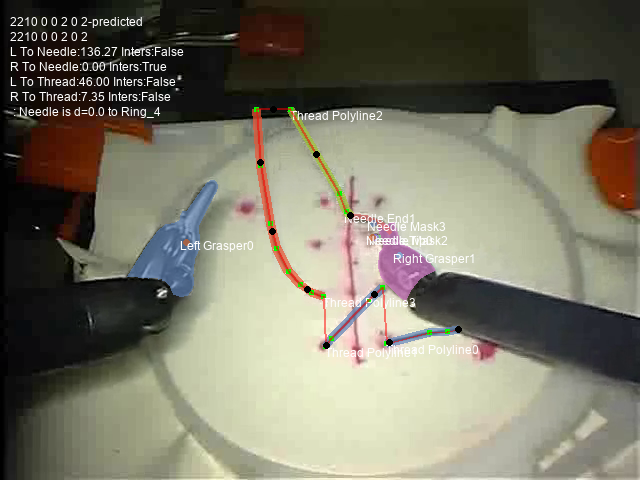 2210 0 0 2 0 2-predicted
2210 0 0 2 0 2
L To Needle:136.27 Inters:False
R To Needle:0.00 Inters:True
L To Thread:46.00 Inters:False
R To Thread:7.35 Inters:False
: Needle is d=0.0 to Ring_4
Thread Polyline2
Needle End1
Needle Mask3
Left Grasper0
Right Grasper1
Thread Polyline3
Thread Polyline0